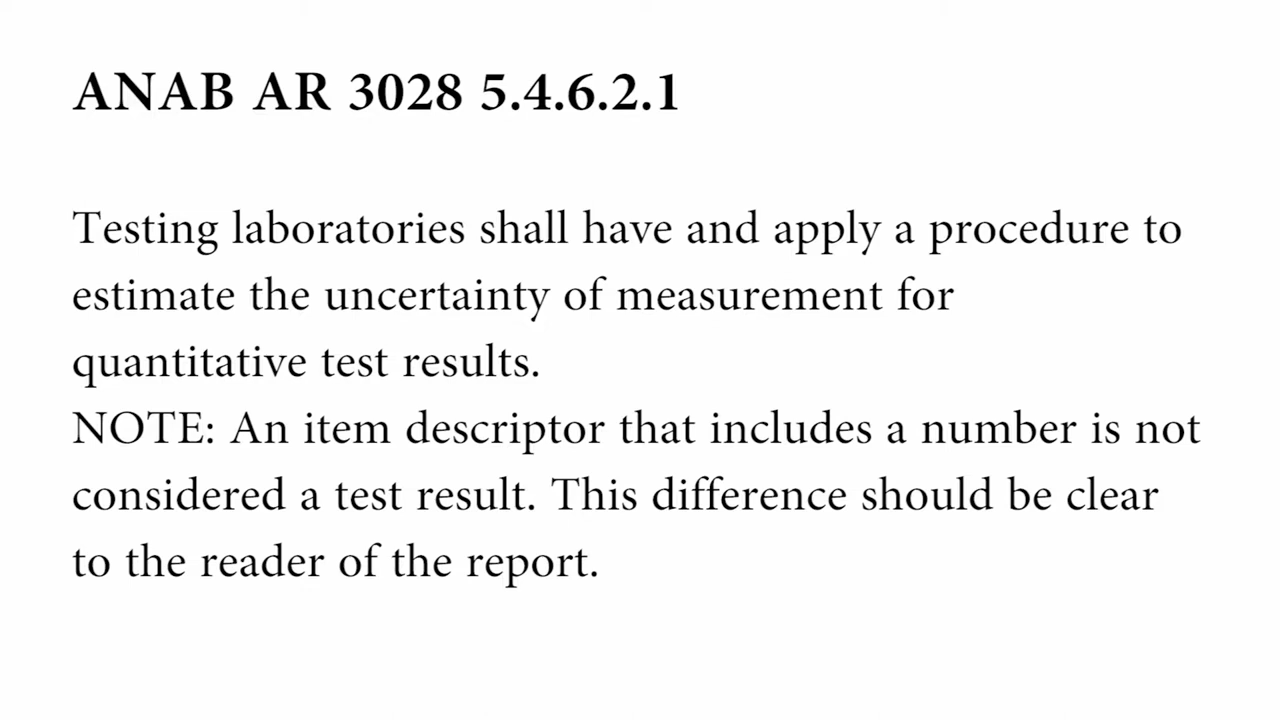 ANAB AR 3028 5.4.6.2.1
Testing laboratories shall have and apply a procedure to
estimate the uncertainty of measurement for
quantitative test results.
NOTE: An item descriptor that includes a number is not
considered a test result. This difference should be clear
to the reader of the report.